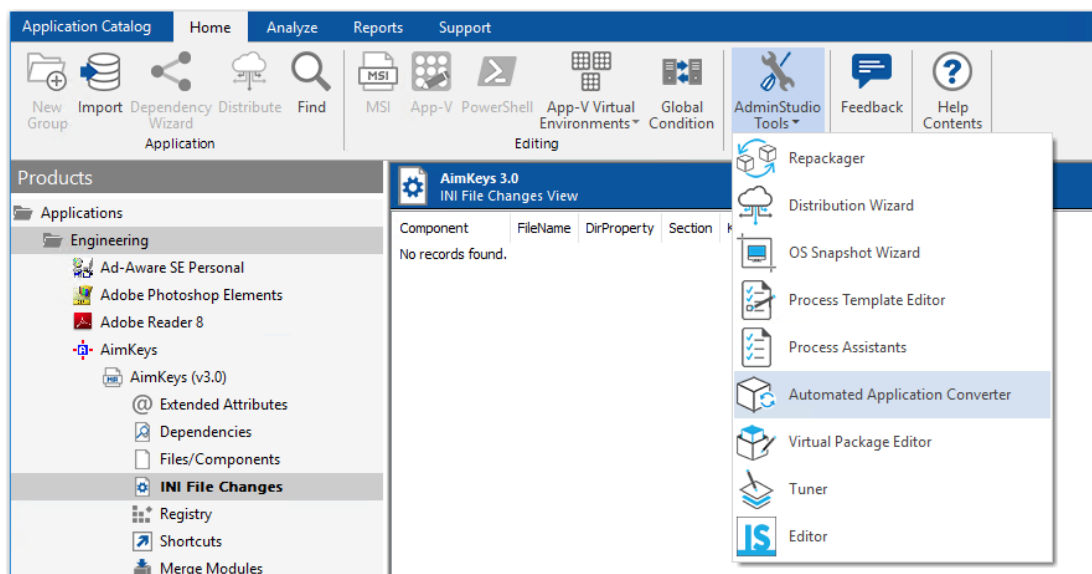 Application Catalog Home Analyze Reports Support
New Group Import Dependency Wizard Distribute Find MSI MSI App-V PowerShell App-V Virtual Environments Global Condition AdminStudio Tools Feedback Help Contents
Application Editing
Products
Applications
Engineering
Ad-Aware SE Personal
Adobe Photoshop Elements
Adobe Reader 8
AimKeys
AimKeys (v3.0)
Extended Attributes
Dependencies
Files/Components
INI File Changes
Registry
Shortcuts
Merge Modules
AimKeys 3.0
INI File Changes View
Component FileName DirProperty Section
No records found.
Repackager
Distribution Wizard
OS Snapshot Wizard
Process Template Editor
Process Assistants
Automated Application Converter
Virtual Package Editor
Tuner
IS Editor